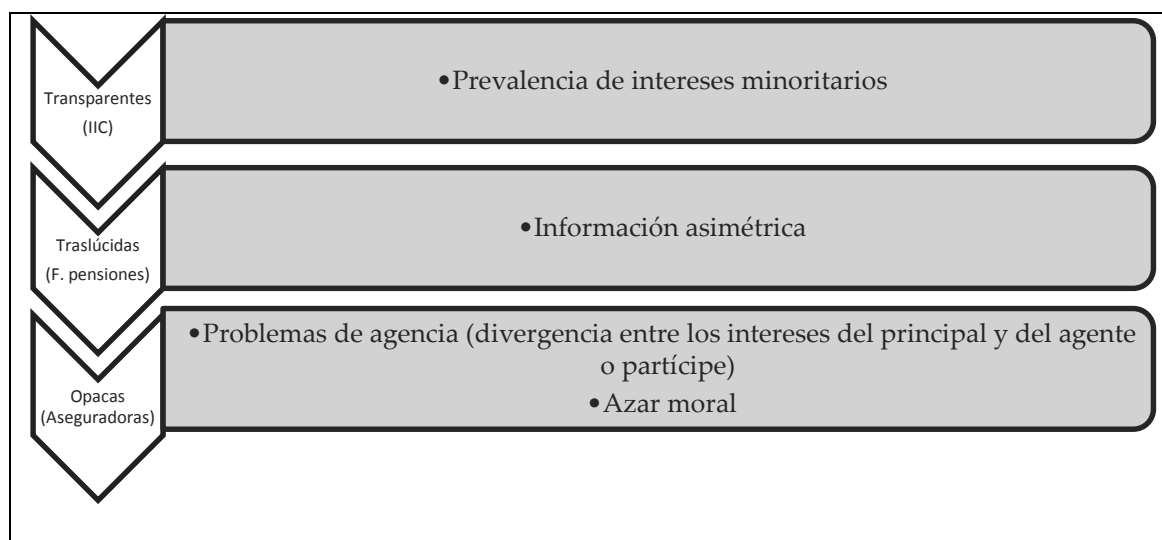 Transparentes
(IIC)
•Prevalencia de intereses minoritarios
Traslúcidas
(F. pensiones)
•Información asimétrica
Opacas
(Aseguradoras)
•Problemas de agencia (divergencia entre los intereses del principal y del agente
o partícipe)
•Azar moral